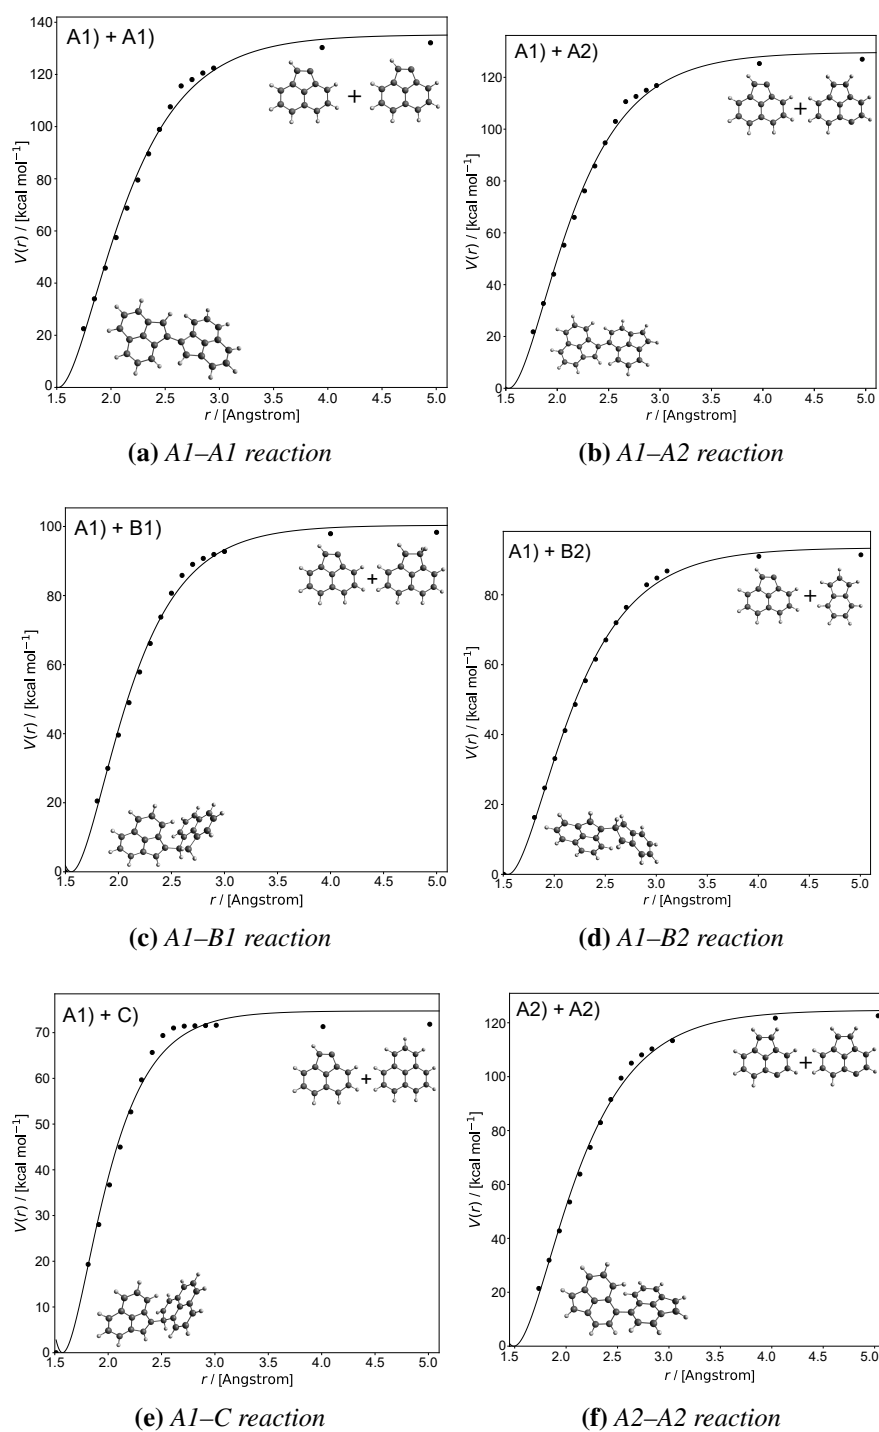 A1) + A1)
V(r) / [kcal mol⁻¹]
140
120
100
80
60
40
20
0
+
1.5 2.0 2.5 3.0 3.5 4.0 4.5 5.0
r / [Angstrom]
(a) A1–A1 reaction
A1) + A2)
V(r) / [kcal mol⁻¹]
120
100
80
60
40
20
0
+
1.5 2.0 2.5 3.0 3.5 4.0 4.5 5.0
r / [Angstrom]
(b) A1–A2 reaction
A1) + B1)
V(r) / [kcal mol⁻¹]
100
80
60
40
20
0
+
1.5 2.0 2.5 3.0 3.5 4.0 4.5 5.0
r / [Angstrom]
(c) A1–B1 reaction
A1) + B2)
V(r) / [kcal mol⁻¹]
80
60
40
20
0
+
1.5 2.0 2.5 3.0 3.5 4.0 4.5 5.0
r / [Angstrom]
(d) A1–B2 reaction
A1) + C)
V(r) / [kcal mol⁻¹]
70
60
50
40
30
20
10
0
+
1.5 2.0 2.5 3.0 3.5 4.0 4.5 5.0
r / [Angstrom]
(e) A1–C reaction
A2) + A2)
V(r) / [kcal mol⁻¹]
120
100
80
60
40
20
0
+
1.5 2.0 2.5 3.0 3.5 4.0 4.5 5.0
r / [Angstrom]
(f) A2–A2 reaction